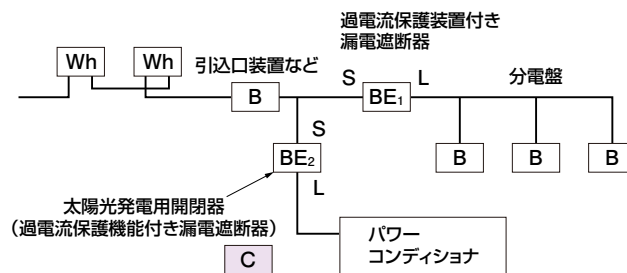 過電流保護装置付き
漏電遮断器
Wh
Wh
引込口装置など
S
L
分電盤
B
BE₁
S
BE₂
B
B
B
L
太陽光発電用開閉器
(過電流保護機能付き漏電遮断器)
C
パワー
コンディショナ